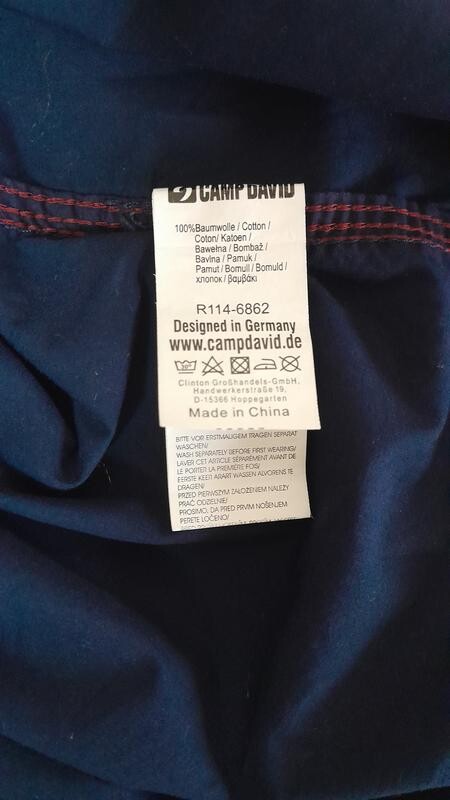 CAMP DAVID
100%Baumwolle / Cotton /
Coton/ Katoen /
Bawełna / Bombaž /
Bavlna / Pamuk /
Pamut / Bomull / Bomuld /
хлопок / βαμβάκι
R114-6862
Designed in Germany
www.campdavid.de
Clinton Großhandels-GmbH,
Handwerkerstraße 19,
D-15366 Hoppegarten
Made in China
BITTE VOR ERSTMALIGEM TRAGEN SEPARAT
WASCHEN/
WASH SEPARATELY BEFORE FIRST WEARING/
LAVER CET ARTICLE SÉPARÉMENT AVANT DE
LE PORTER LA PREMIERE FOIS/
EERSTE KEER APART WASSEN ALVORENS TE
DRAGEN/
PRZED PIERWSZYM ZAŁOŻENIEM NALEŻY
PRAĆ ODZIELNIE/
PROSIMO, DA PRED PRVIM NOŠENJEM
PERETE LOČENO/